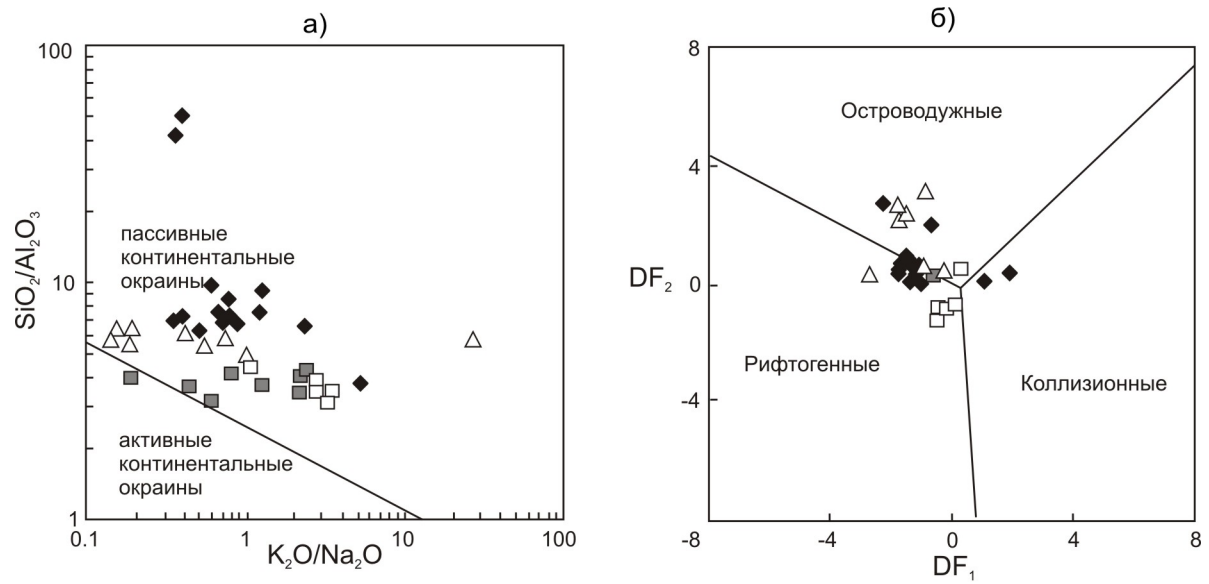 а)
100
10
1
SiO₂/Al₂O₃
пассивные
континентальные
окраины
активные
континентальные
окраины
0.1
1
10
100
K₂O/Na₂O
б)
8
4
0
-4
DF₂
Островодужные
Рифтогенные
Коллизионные
-8
-4
0
4
8
DF₁